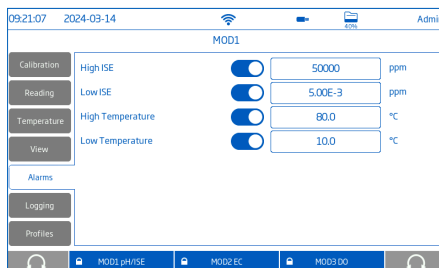 09:21:07 2024-03-14 40% Admi
MOD1
Calibration
High ISE 50000 ppm
Reading
Low ISE 5.00E-3 ppm
Temperature
High Temperature 80.0 °C
View
Low Temperature 10.0 °C
Alarms
Logging
Profiles
MOD1 pH/ISE MOD2 EC MOD3 DO